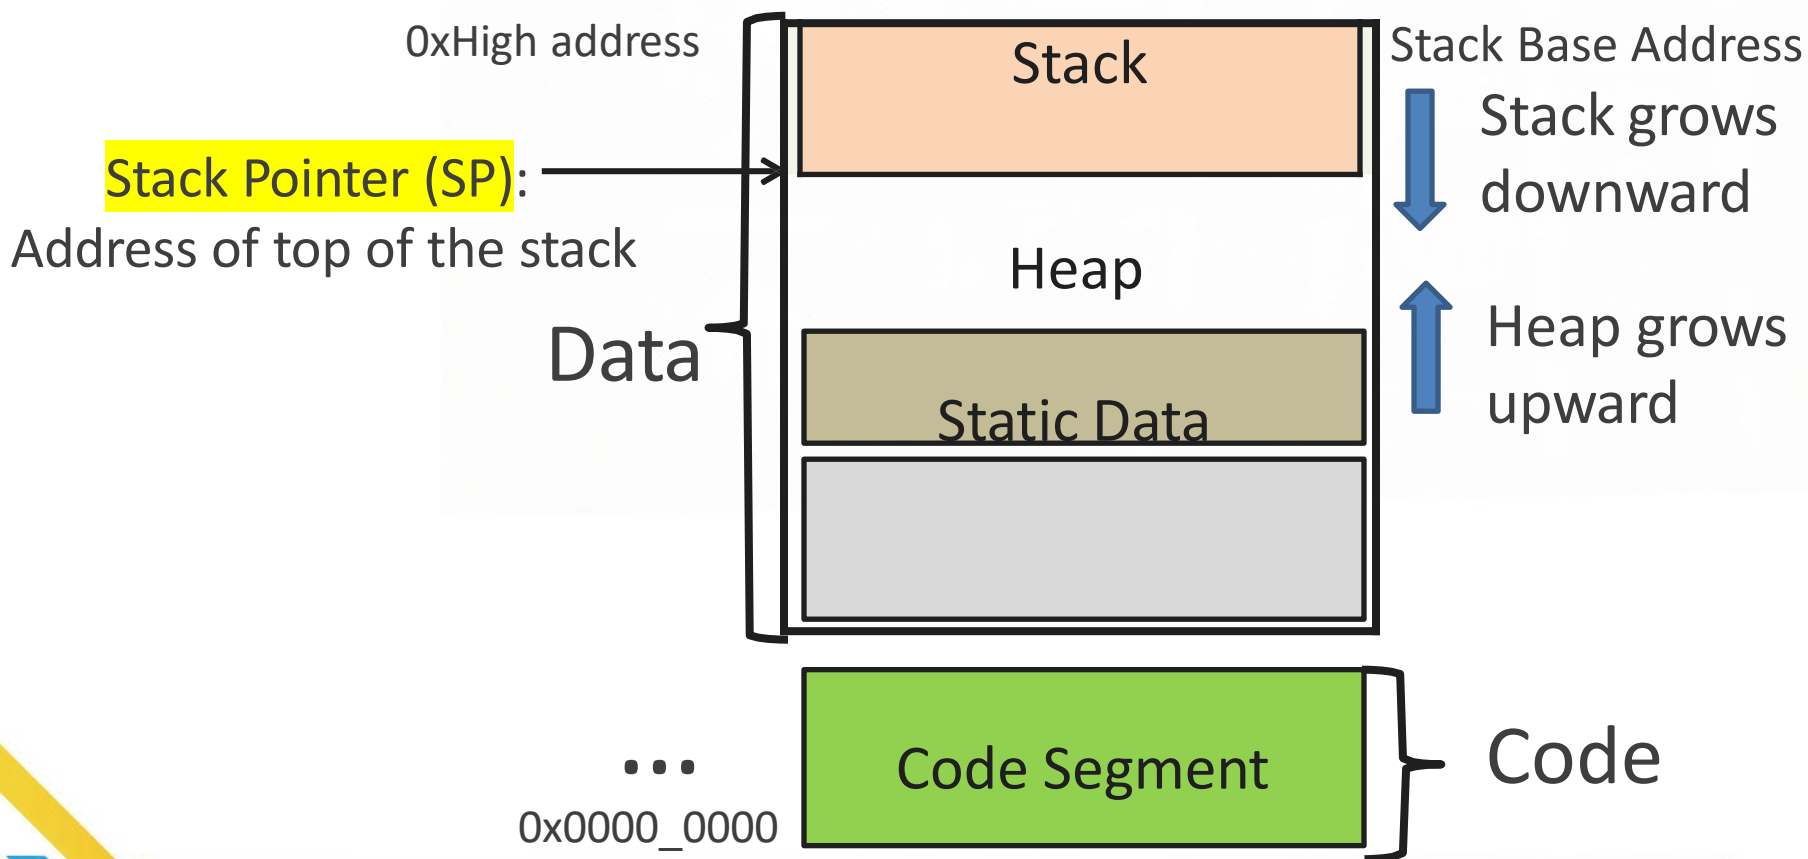 0xHigh address
Stack
Stack Base Address
Stack Pointer (SP):
Address of top of the stack
Stack grows
downward
Heap
Data
Heap grows
upward
Static Data
Code Segment
Code
...
0x0000_0000